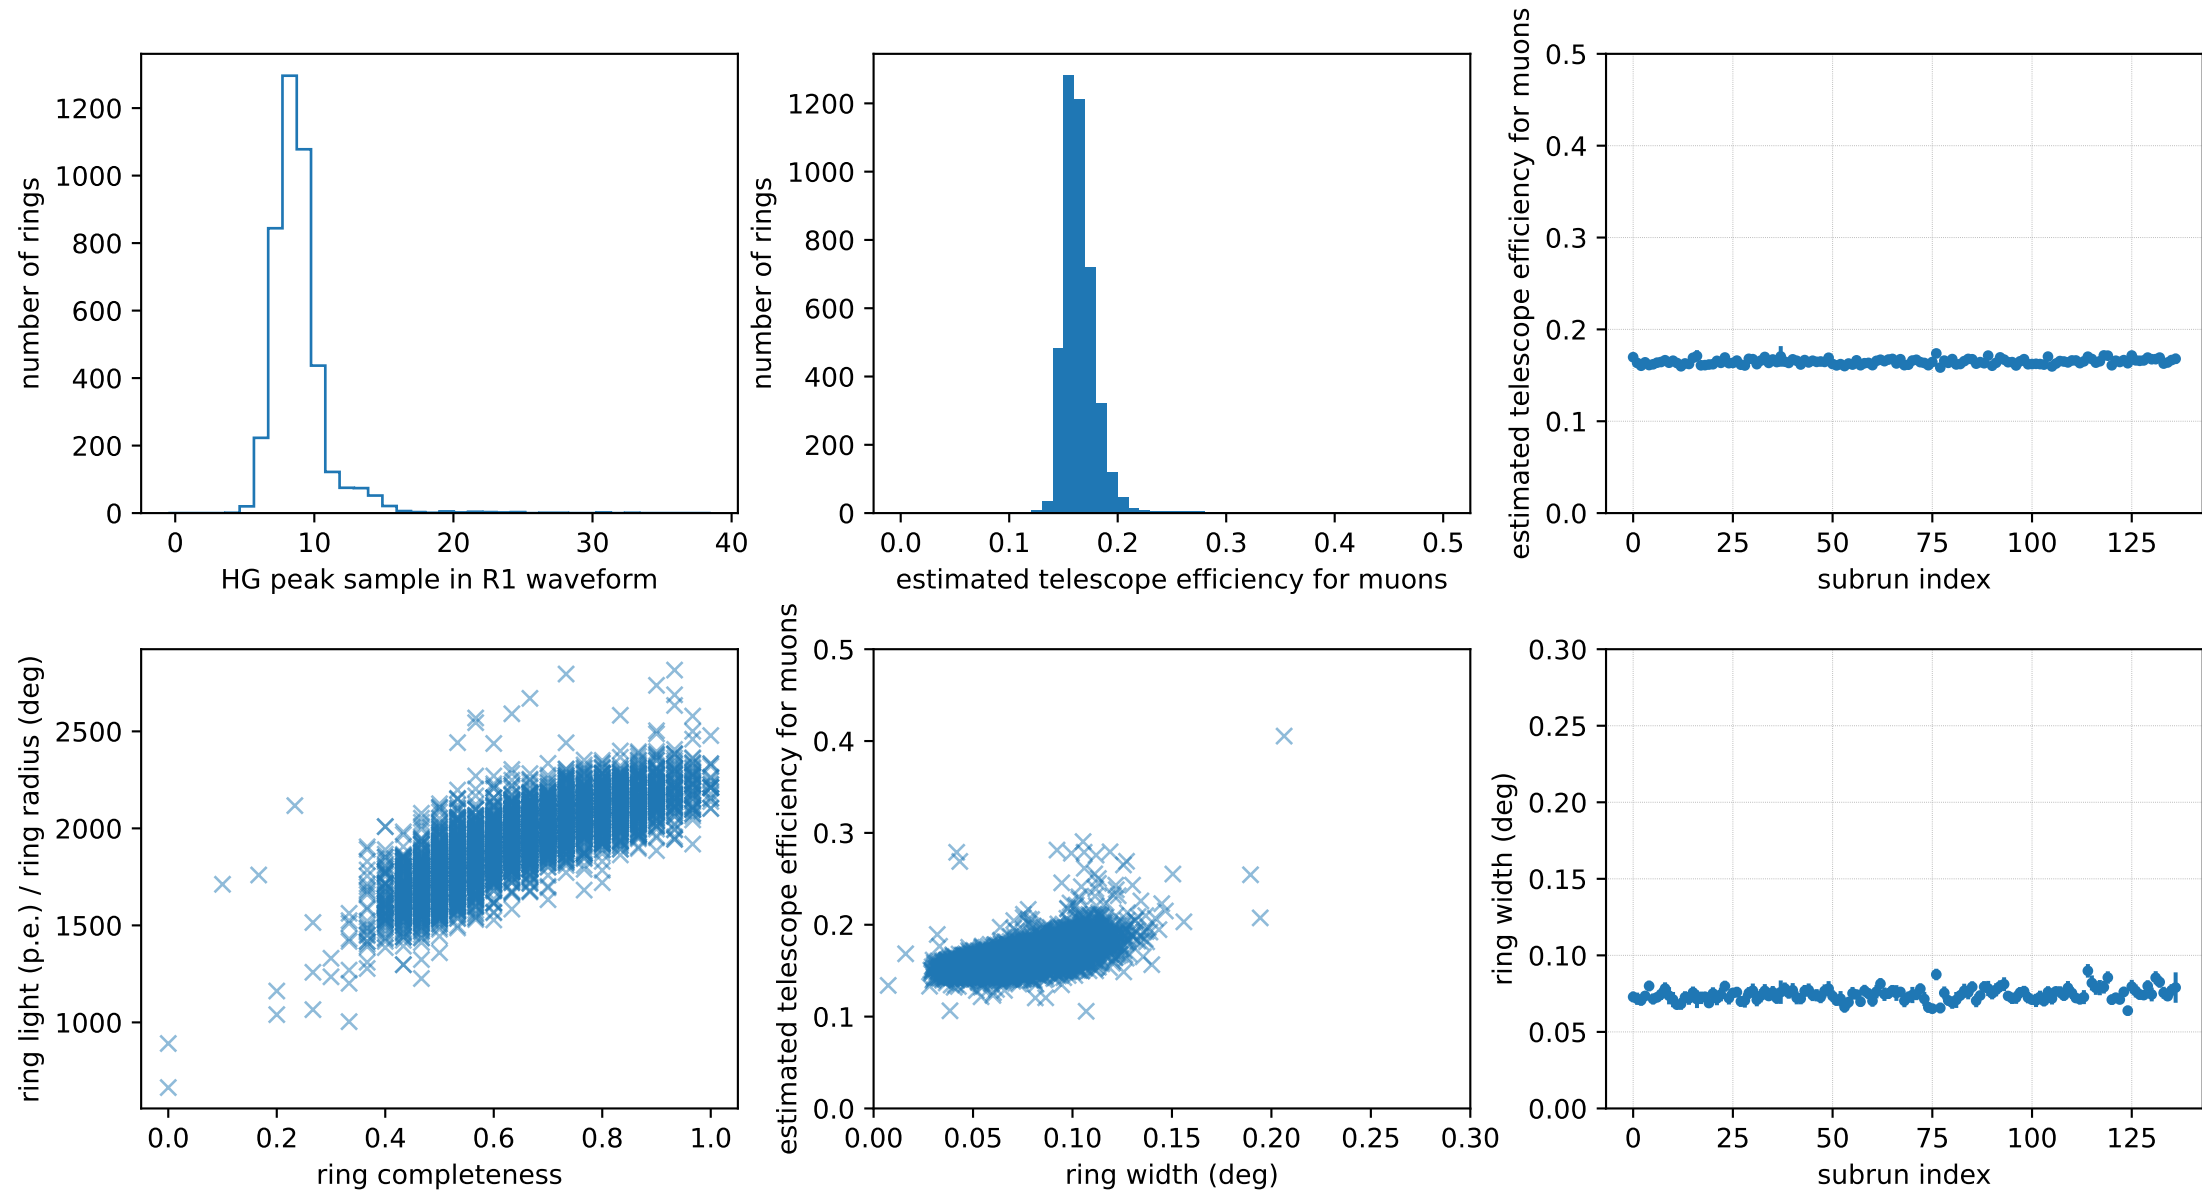 number of rings
1200
1000
800
600
400
200
0
0 10 20 30 40
HG peak sample in R1 waveform
number of rings
1200
1000
800
600
400
200
0
0.0 0.1 0.2 0.3 0.4 0.5
estimated telescope efficiency for muons
estimated telescope efficiency for muons
0.5
0.4
0.3
0.2
0.1
0.0
0 25 50 75 100 125
subrun index
ring light (p.e.) / ring radius (deg)
2500
2000
1500
1000
0.0 0.2 0.4 0.6 0.8 1.0
ring completeness
estimated telescope efficiency for muons
0.5
0.4
0.3
0.2
0.1
0.0
0.00 0.05 0.10 0.15 0.20 0.25 0.30
ring width (deg)
ring width (deg)
0.30
0.25
0.20
0.15
0.10
0.05
0.00
0 25 50 75 100 125
subrun index